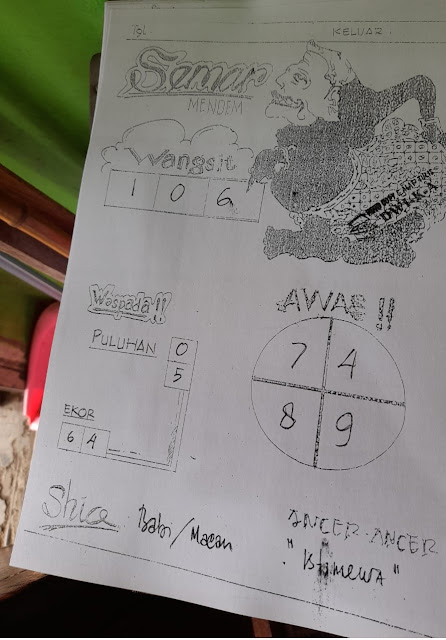 Tgl. KELUAR
Semar
MENDEM
Wangsit
1 0 6
Waspada!!
AWAS!!
PULUHAN 0
5
7 4
8 9
EKOR
6 4
Shio Babi/Macan
ANCER-ANCER